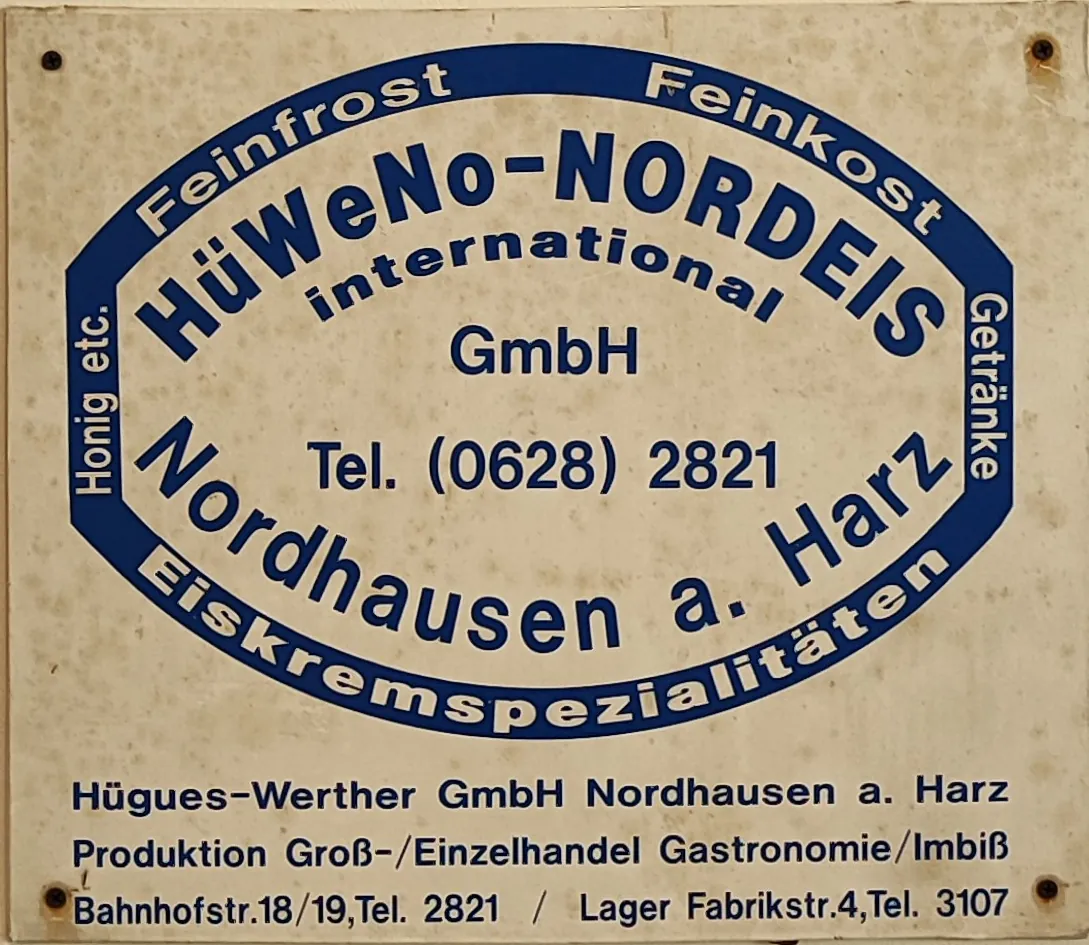 Feinfrost Feinkost
HüWeNo-NORDEIS
international
GmbH
Honig etc.
Getränke
Tel. (0628) 2821
Nordhausen a. Harz
Eiskremspezialitäten
Hügues-Werther GmbH Nordhausen a. Harz
Produktion Groß-/Einzelhandel Gastronomie/Imbiß
Bahnhofstr.18/19,Tel. 2821 / Lager Fabrikstr.4,Tel. 3107